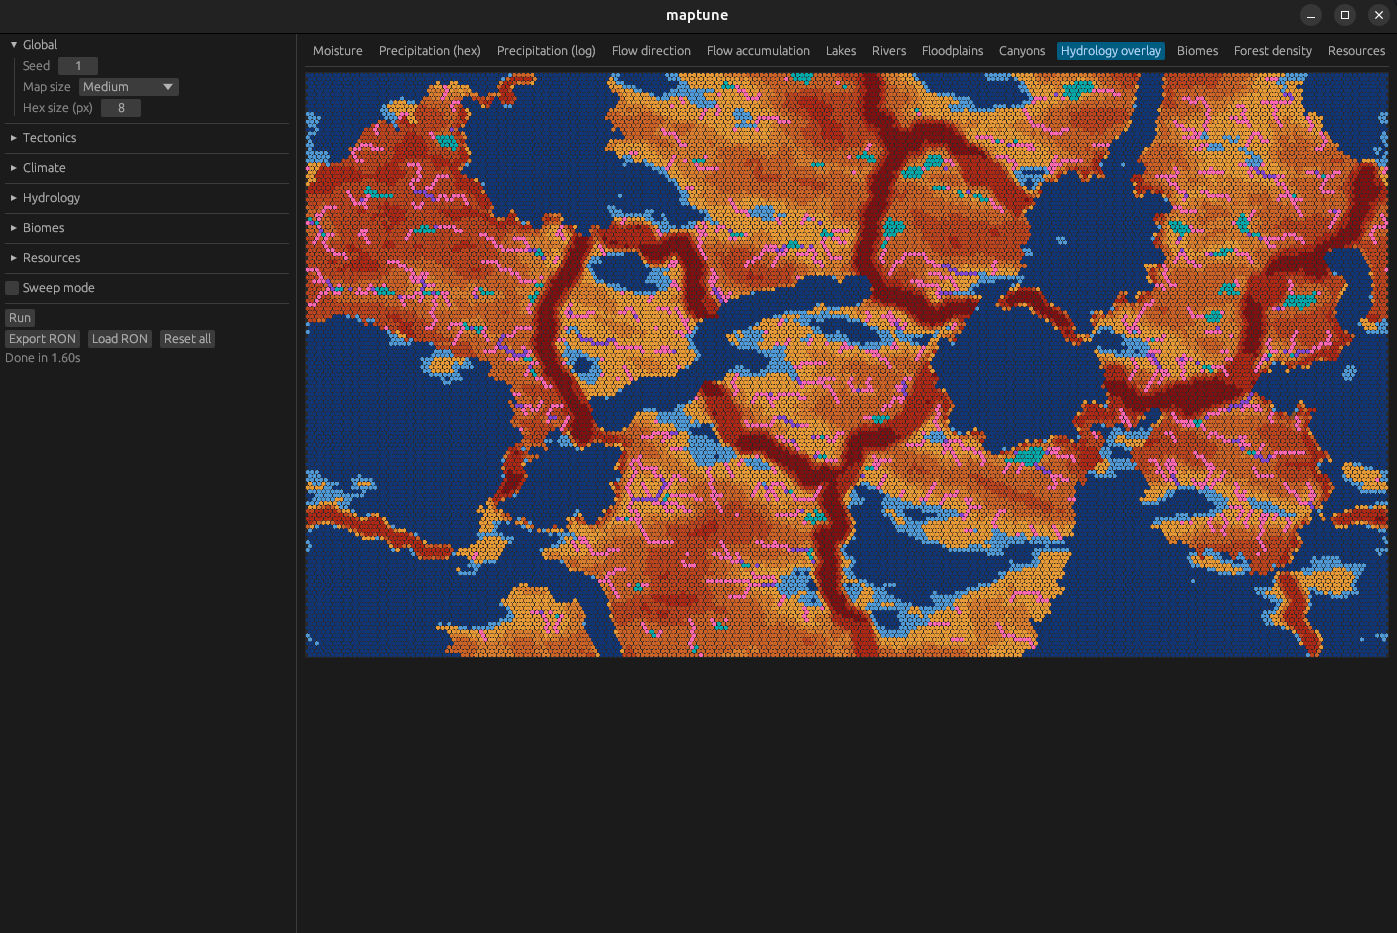 maptune
Global
Seed 1
Map size Medium
Hex size (px) 8
Tectonics
Climate
Hydrology
Biomes
Resources
Sweep mode
Run
Export RON Load RON Reset all
Done in 1.60s
Moisture Precipitation (hex) Precipitation (log) Flow direction Flow accumulation Lakes Rivers Floodplains Canyons Hydrology overlay Biomes Forest density Resources